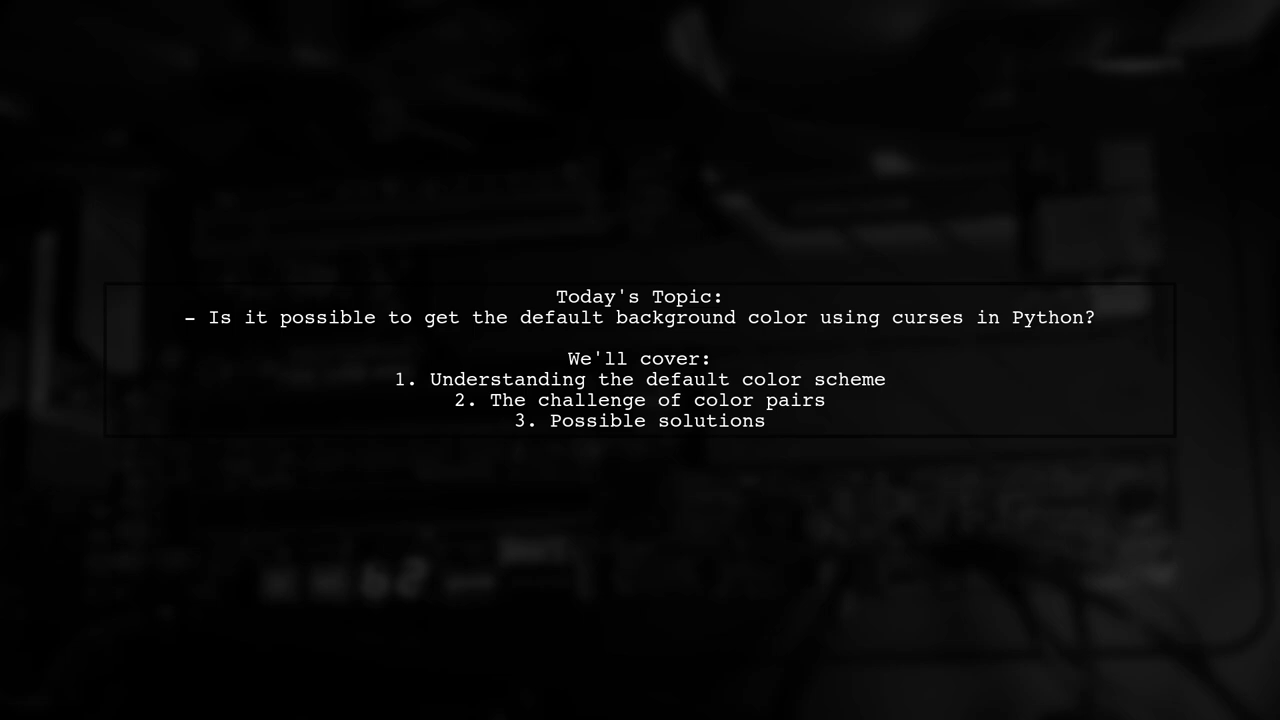 Today's Topic:
- Is it possible to get the default background color using curses in Python?
We'll cover:
1. Understanding the default color scheme
2. The challenge of color pairs
3. Possible solutions